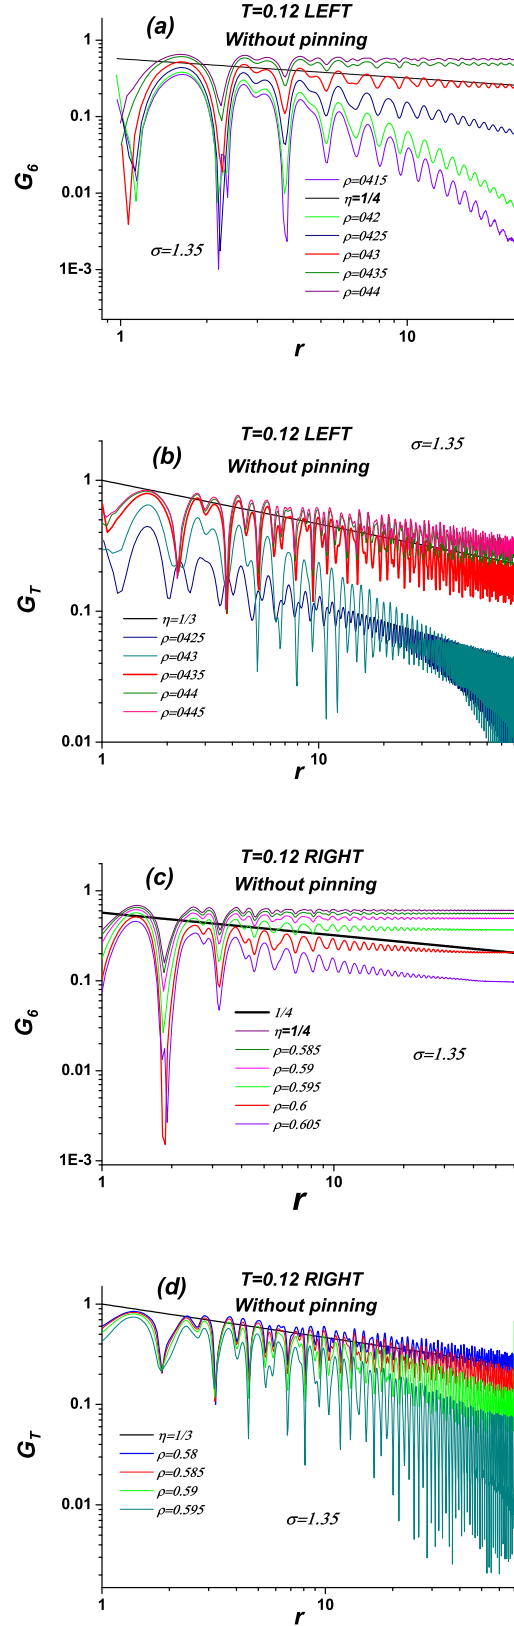 (a)
T=0.12 LEFT
Without pinning
1
0.1
0.01
1E-3
G6
ρ=0415
η=1/4
ρ=042
ρ=0425
ρ=043
ρ=0435
ρ=044
σ=1.35
1
10
r
(b)
T=0.12 LEFT
σ=1.35
Without pinning
1
0.1
0.01
GT
η=1/3
ρ=0425
ρ=043
ρ=0435
ρ=044
ρ=0445
1
10
r
(c)
T=0.12 RIGHT
Without pinning
1
0.1
0.01
1E-3
G6
1/4
η=1/4
ρ=0.585
ρ=0.59
ρ=0.595
ρ=0.6
ρ=0.605
σ=1.35
1
10
r
(d)
T=0.12 RIGHT
Without pinning
1
0.1
0.01
GT
η=1/3
ρ=0.58
ρ=0.585
ρ=0.59
ρ=0.595
σ=1.35
1
10
r